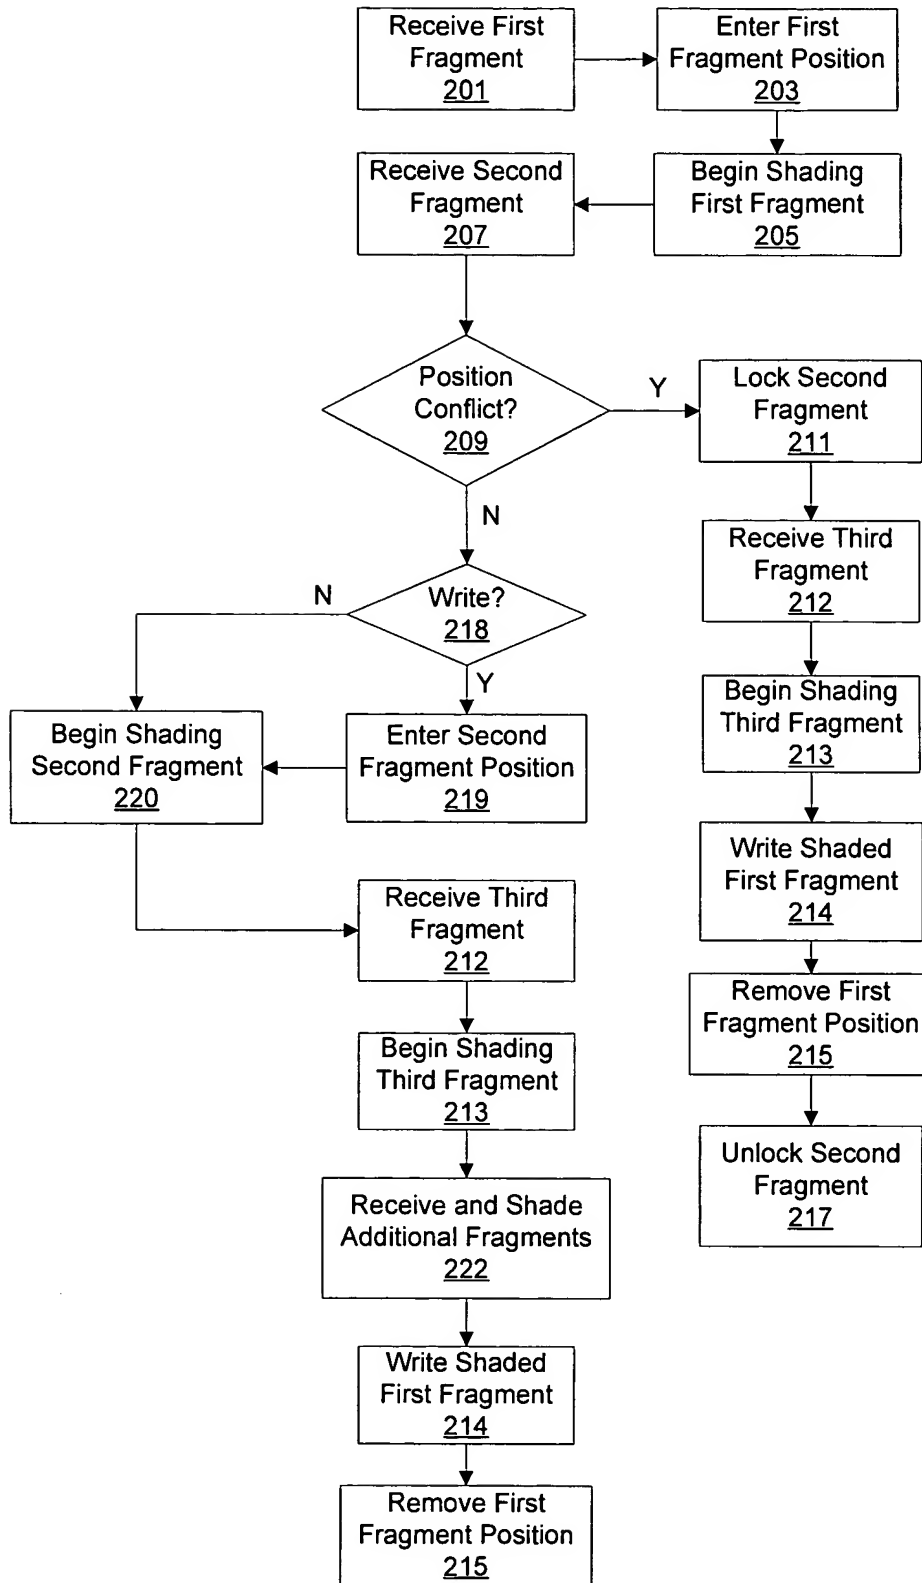 Receive First
Fragment
201
Enter First
Fragment Position
203
Receive Second
Fragment
207
Begin Shading
First Fragment
205
Position
Conflict?
209
Y
Lock Second
Fragment
211
N
Receive Third
Fragment
212
N
Write?
218
Y
Begin Shading
Third Fragment
213
Begin Shading
Second Fragment
220
Enter Second
Fragment Position
219
Write Shaded
First Fragment
214
Receive Third
Fragment
212
Remove First
Fragment Position
215
Begin Shading
Third Fragment
213
Unlock Second
Fragment
217
Receive and Shade
Additional Fragments
222
Write Shaded
First Fragment
214
Remove First
Fragment Position
215